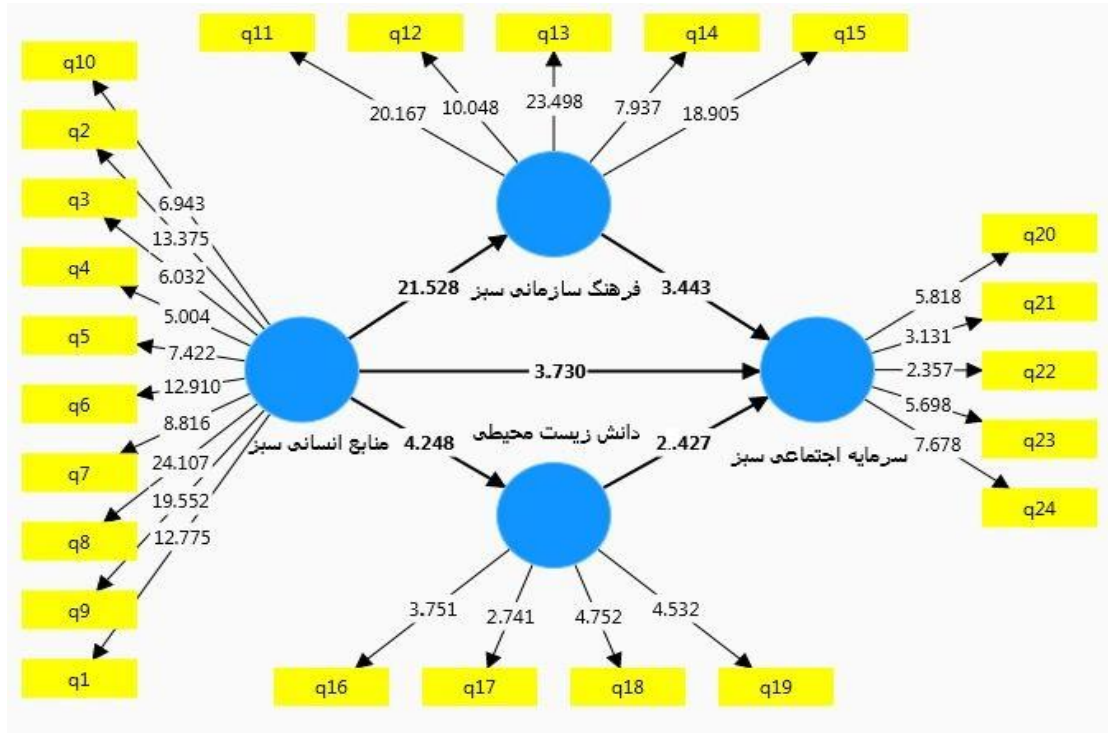 q11
q12
q13
q14
q15
q10
q2
q3
q4
q5
q6
q7
q8
q9
q1
20.167
10.048
23.498
7.937
18.905
6.943
13.375
6.032
5.004
7.422
12.910
8.816
24.107
19.552
12.775
فرهنگ سازمانی سبز
21.528
3.443
3.730
منابع انسانی سبز
4.248
دانش زیست محیطی
2.427
سرمایه اجتماعی سبز
q20
q21
q22
q23
q24
5.818
3.131
2.357
5.698
7.678
3.751
2.741
4.752
4.532
q16
q17
q18
q19